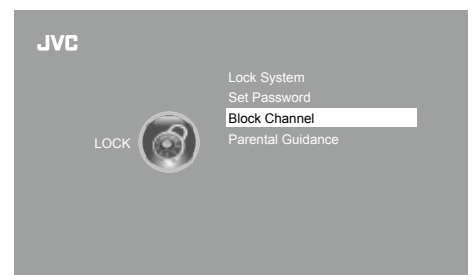 JVC
Lock System
Set Password
Block Channel
LOCK
Parental Guidance